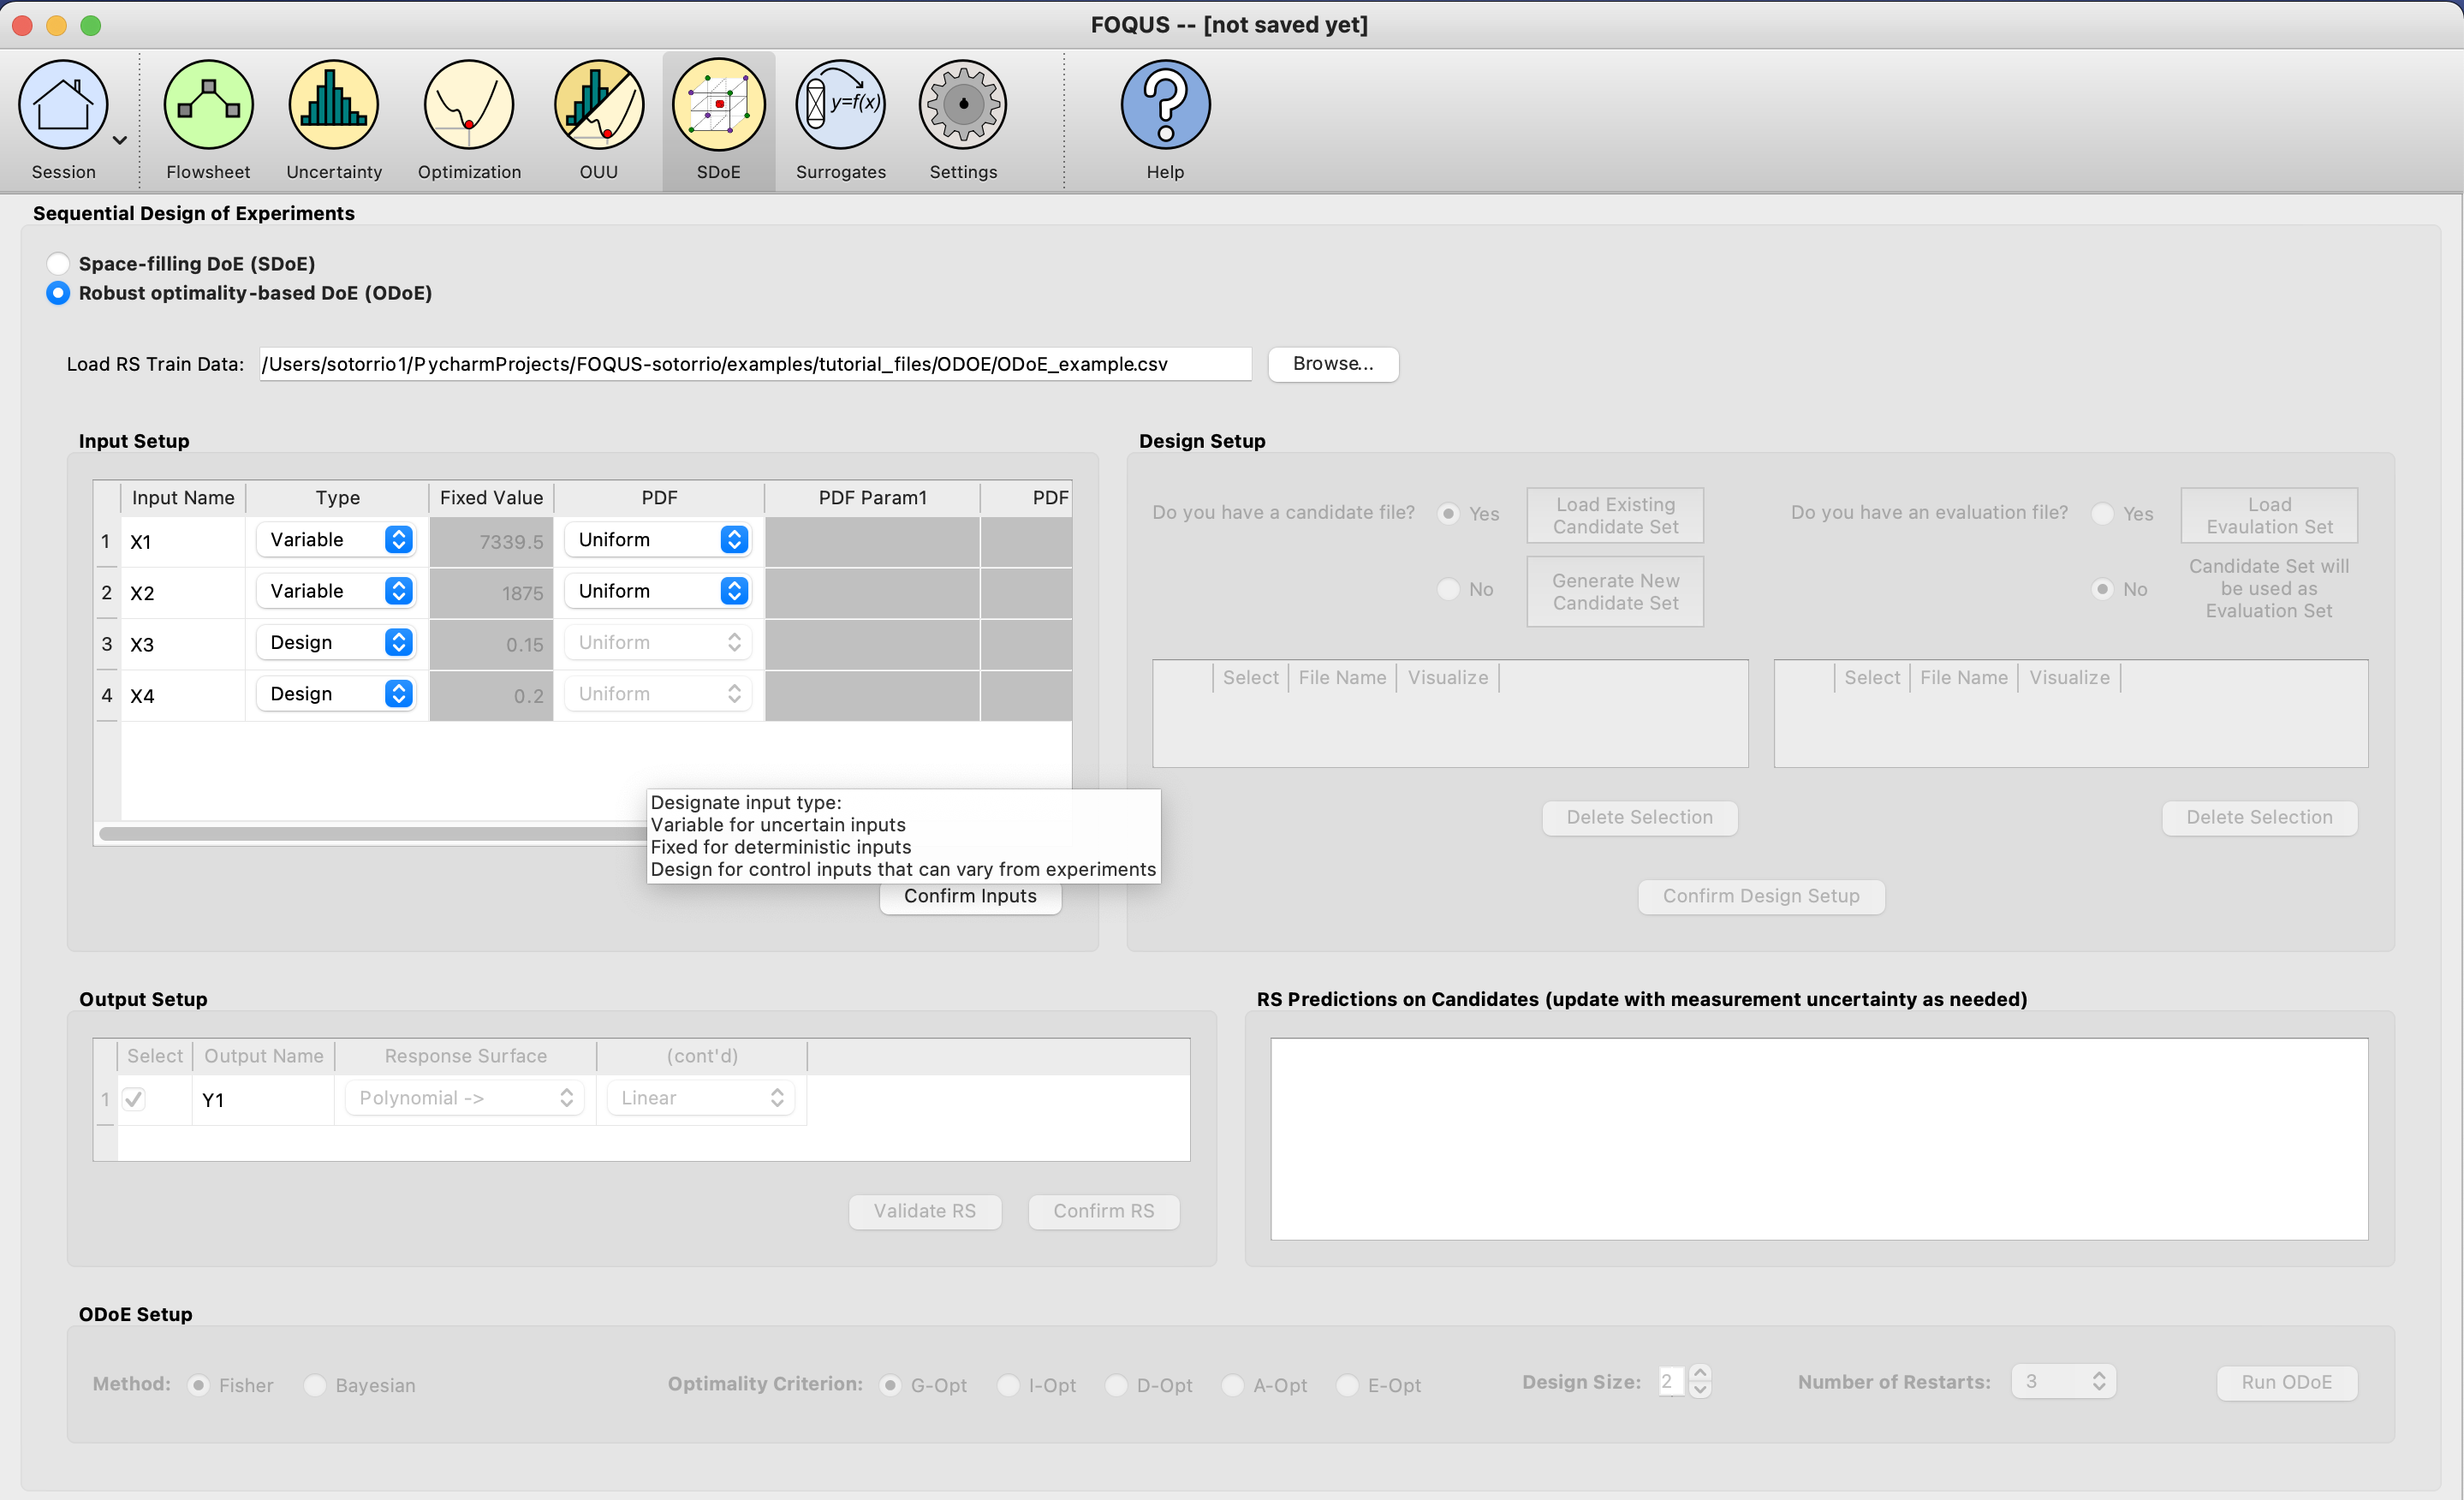 FOQUS -- [not saved yet]
y=f(x)
Session Flowsheet Uncertainty Optimization OUU SDoE Surrogates Settings Help
Sequential Design of Experiments
Space-filling DoE (SDoE)
Robust optimality-based DoE (ODoE)
Load RS Train Data: /Users/sotorrio1/PycharmProjects/FOQUS-sotorrio/examples/tutorial_files/ODOE/ODoE_example.csv Browse...
Input Setup
Input Name Type Fixed Value PDF PDF Param1 PDF
1 X1 Variable 7339.5 Uniform
2 X2 Variable 1875 Uniform
3 X3 Design 0.15 Uniform
4 X4 Design 0.2 Uniform
Designate input type:
Variable for uncertain inputs
Fixed for deterministic inputs
Design for control inputs that can vary from experiments
Confirm Inputs
Design Setup
Do you have a candidate file? Yes
Load Existing
Candidate Set
No
Generate New
Candidate Set
Do you have an evaluation file? Yes
Load
Evaulation Set
No
Candidate Set will
be used as
Evaluation Set
Select File Name Visualize
Select File Name Visualize
Delete Selection
Delete Selection
Confirm Design Setup
Output Setup
Select Output Name Response Surface (cont'd)
1 Y1 Polynomial -> Linear
Validate RS Confirm RS
RS Predictions on Candidates (update with measurement uncertainty as needed)
ODoE Setup
Method: Fisher Bayesian Optimality Criterion: G-Opt I-Opt D-Opt A-Opt E-Opt Design Size: 2 Number of Restarts: 3 Run ODoE